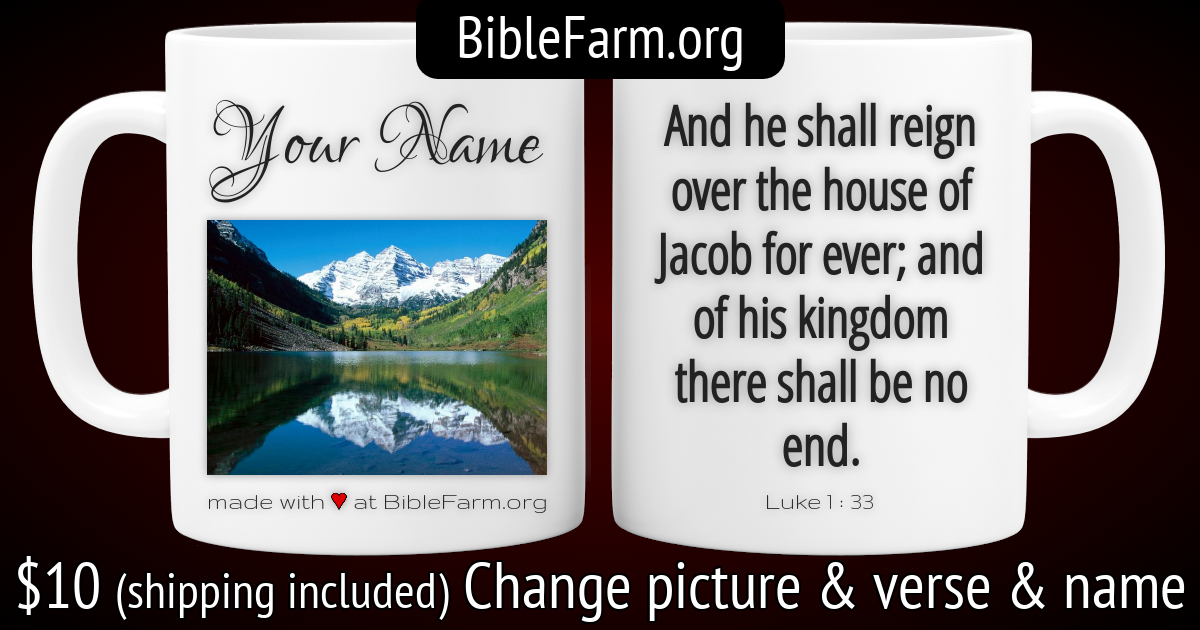 BibleFarm.org
Your Name
made with ♥ at BibleFarm.org
And he shall reign
over the house of
Jacob for ever; and
of his kingdom
there shall be no
end.
Luke 1 : 33
$10 (shipping included) Change picture & verse & name